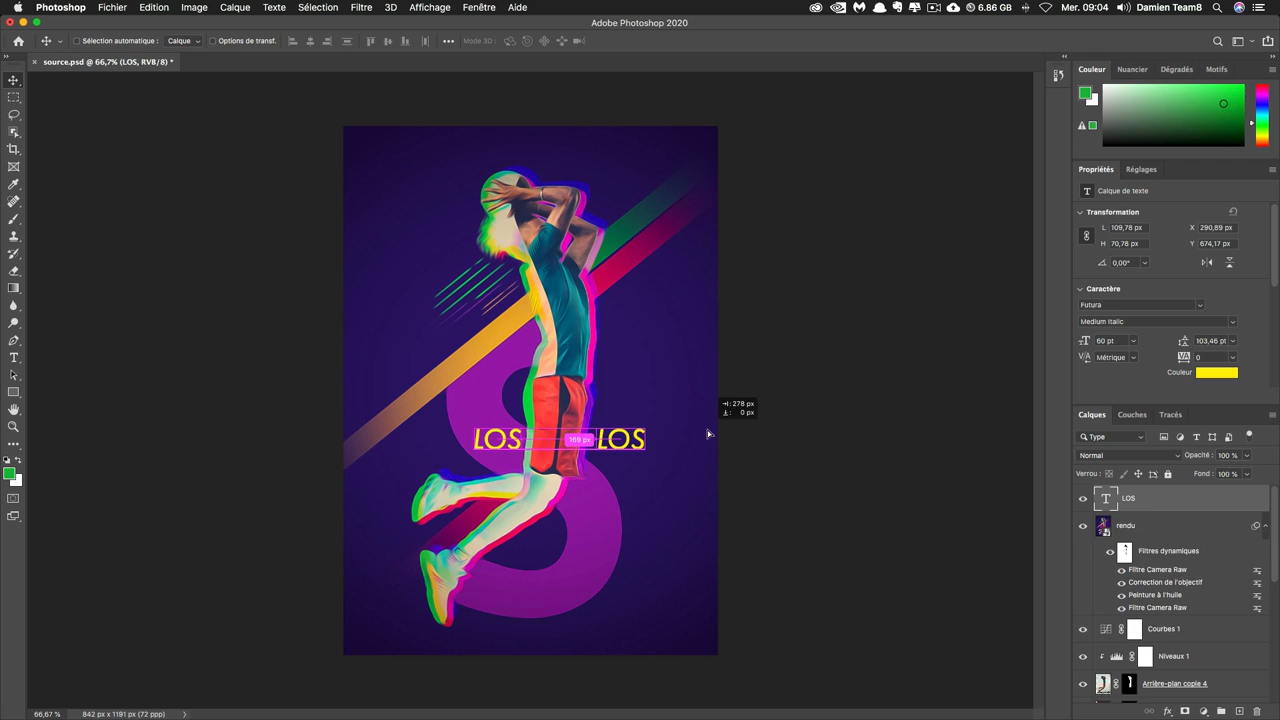 Photoshop Fichier Edition Image Calque Texte Sélection Filtre 3D Affichage Fenêtre Aide 6.86 GB Mer. 09:04 Damien Team8
Adobe Photoshop 2020
Sélection automatique : Calque Options de transf. Mode 3D :
source.psd @ 66,7% (LOS, RVB/8) *
Couleur Nuancier Dégradés Motifs
Propriétés Réglages
T Calque de texte
Transformation
L 109,78 px X 290,89 px
H 70,78 px Y 674,17 px
0,00°
Caractère
Futura
Medium Italic
60 pt 103,46 pt
Métrique 0
Couleur
H: 278 px
: 0 px
LOS 169 px LOS
Calques Couches Tracés
Type
Normal Opacité : 100 %
Verrou : Fond : 100 %
T LOS
rendu
Filtres dynamiques
Filtre Camera Raw
Correction de l'objectif
Peinture à l'huile
Filtre Camera Raw
Courbes 1
Niveaux 1
Arrière-plan copie 4
66,67 % 842 px x 1191 px (72 ppp)